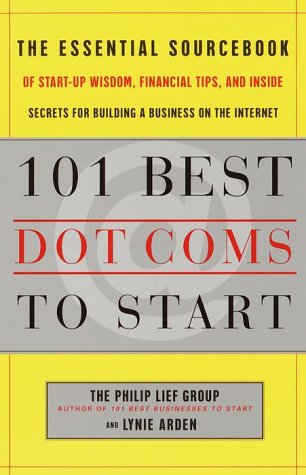 THE ESSENTIAL SOURCEBOOK
OF START-UP WISDOM, FINANCIAL TIPS, AND INSIDE
SECRETS FOR BUILDING A BUSINESS ON THE INTERNET
@
101 BEST
DOT COMS
TO START
THE PHILIP LIEF GROUP
AUTHOR OF 101 BEST BUSINESSES TO START
AND LYNIE ARDEN